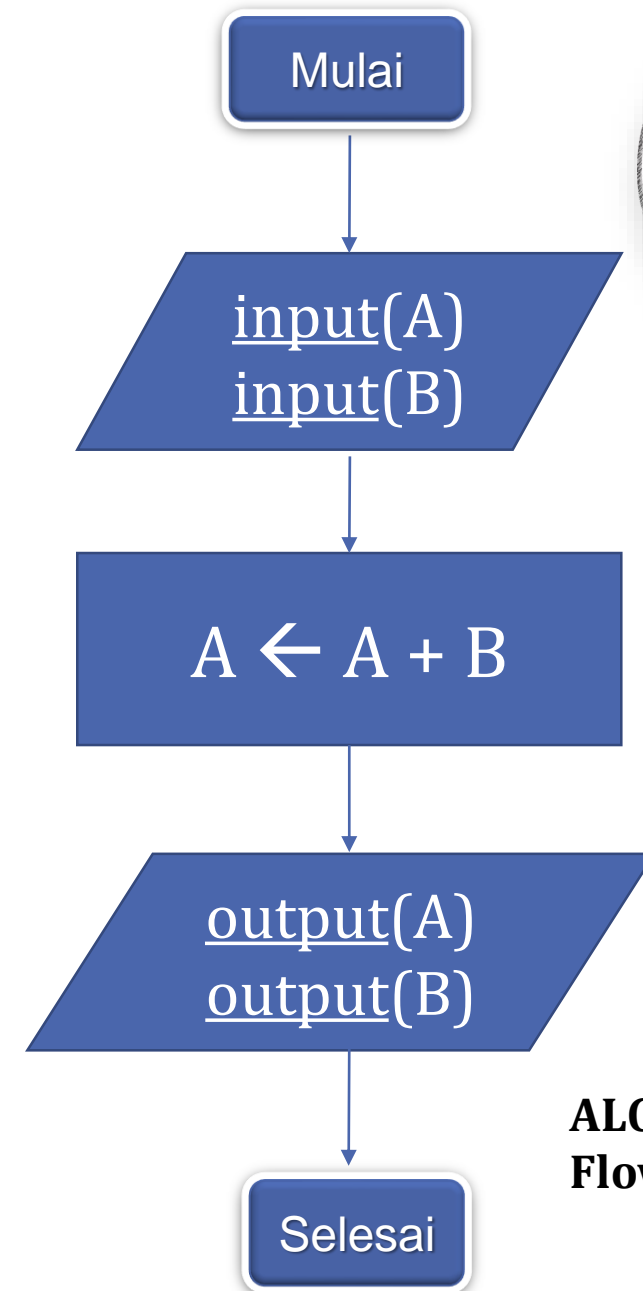 Mulai
input(A)
input(B)
A ← A + B
output(A)
output(B)
Selesai